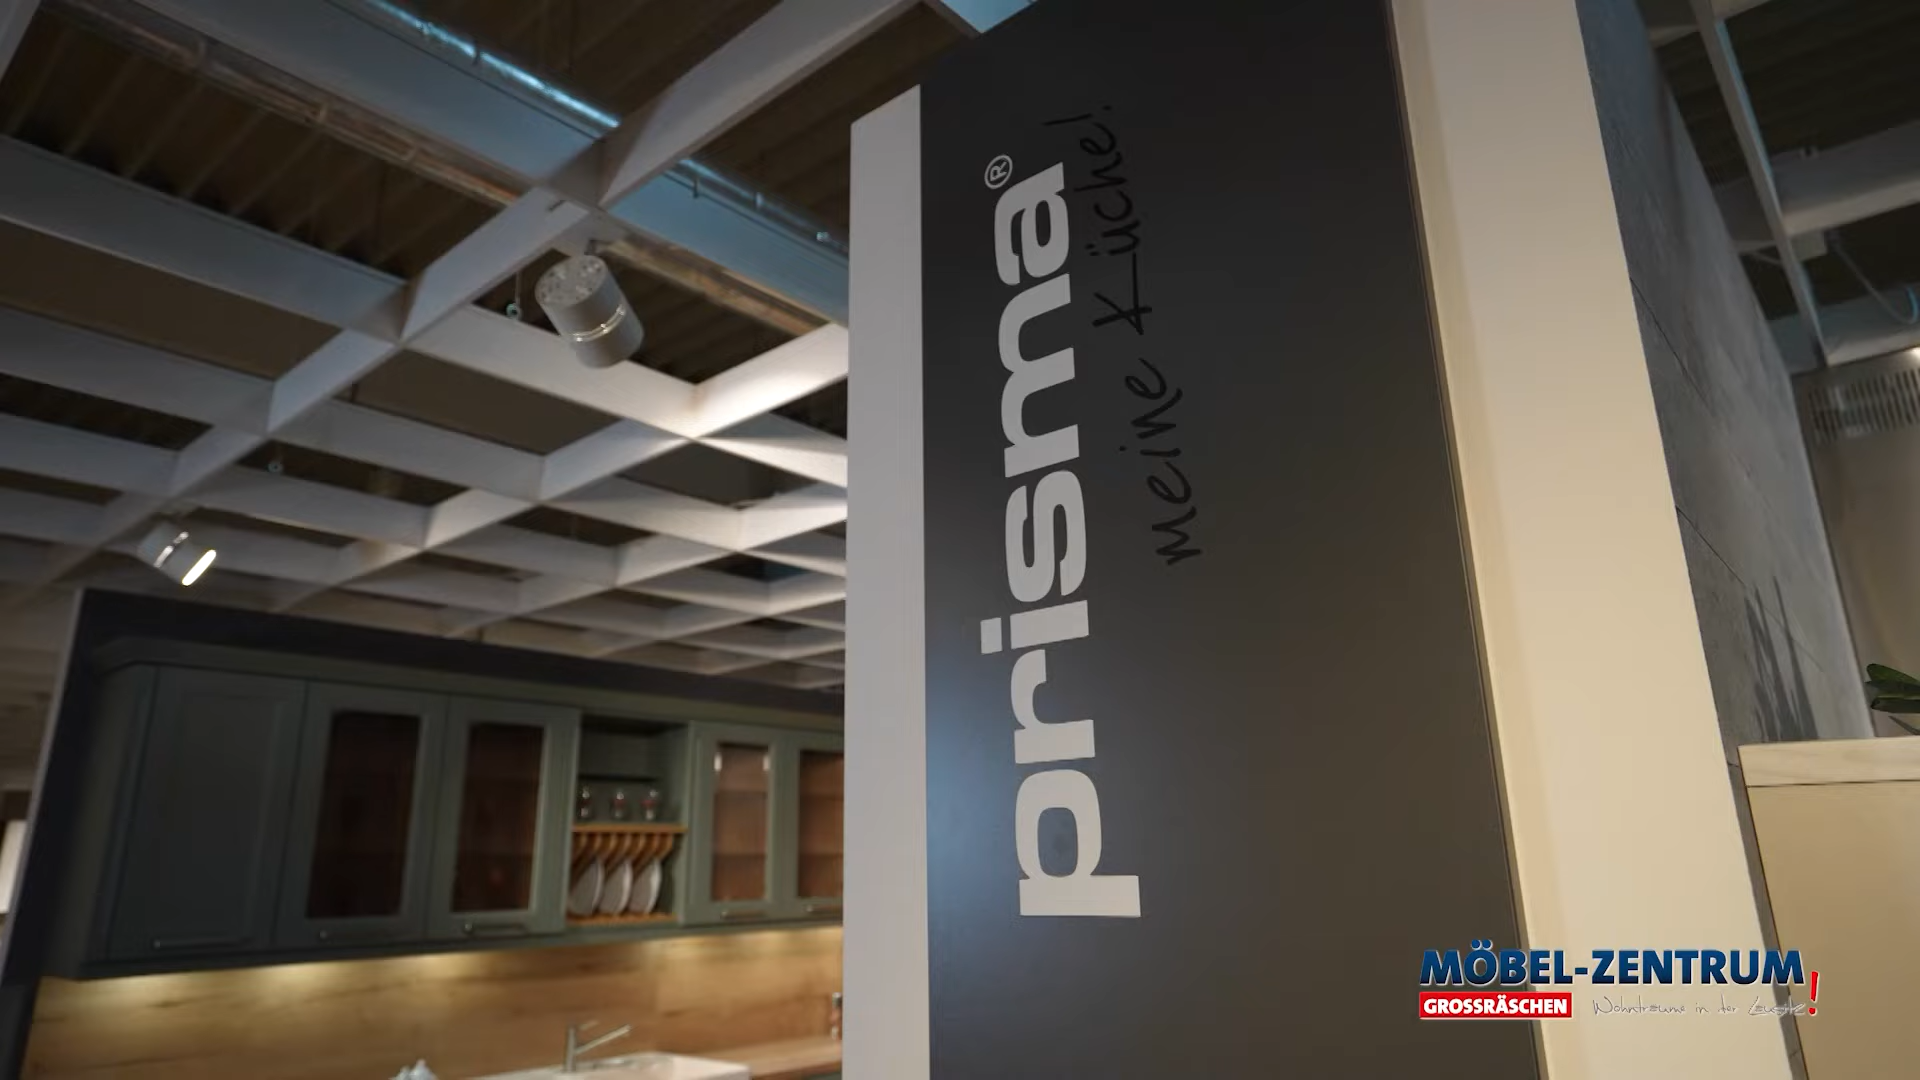 prisma®
meine Küche!
MÖBEL-ZENTRUM!
GROSSRÄSCHEN
Wohnträume in der Lausitz